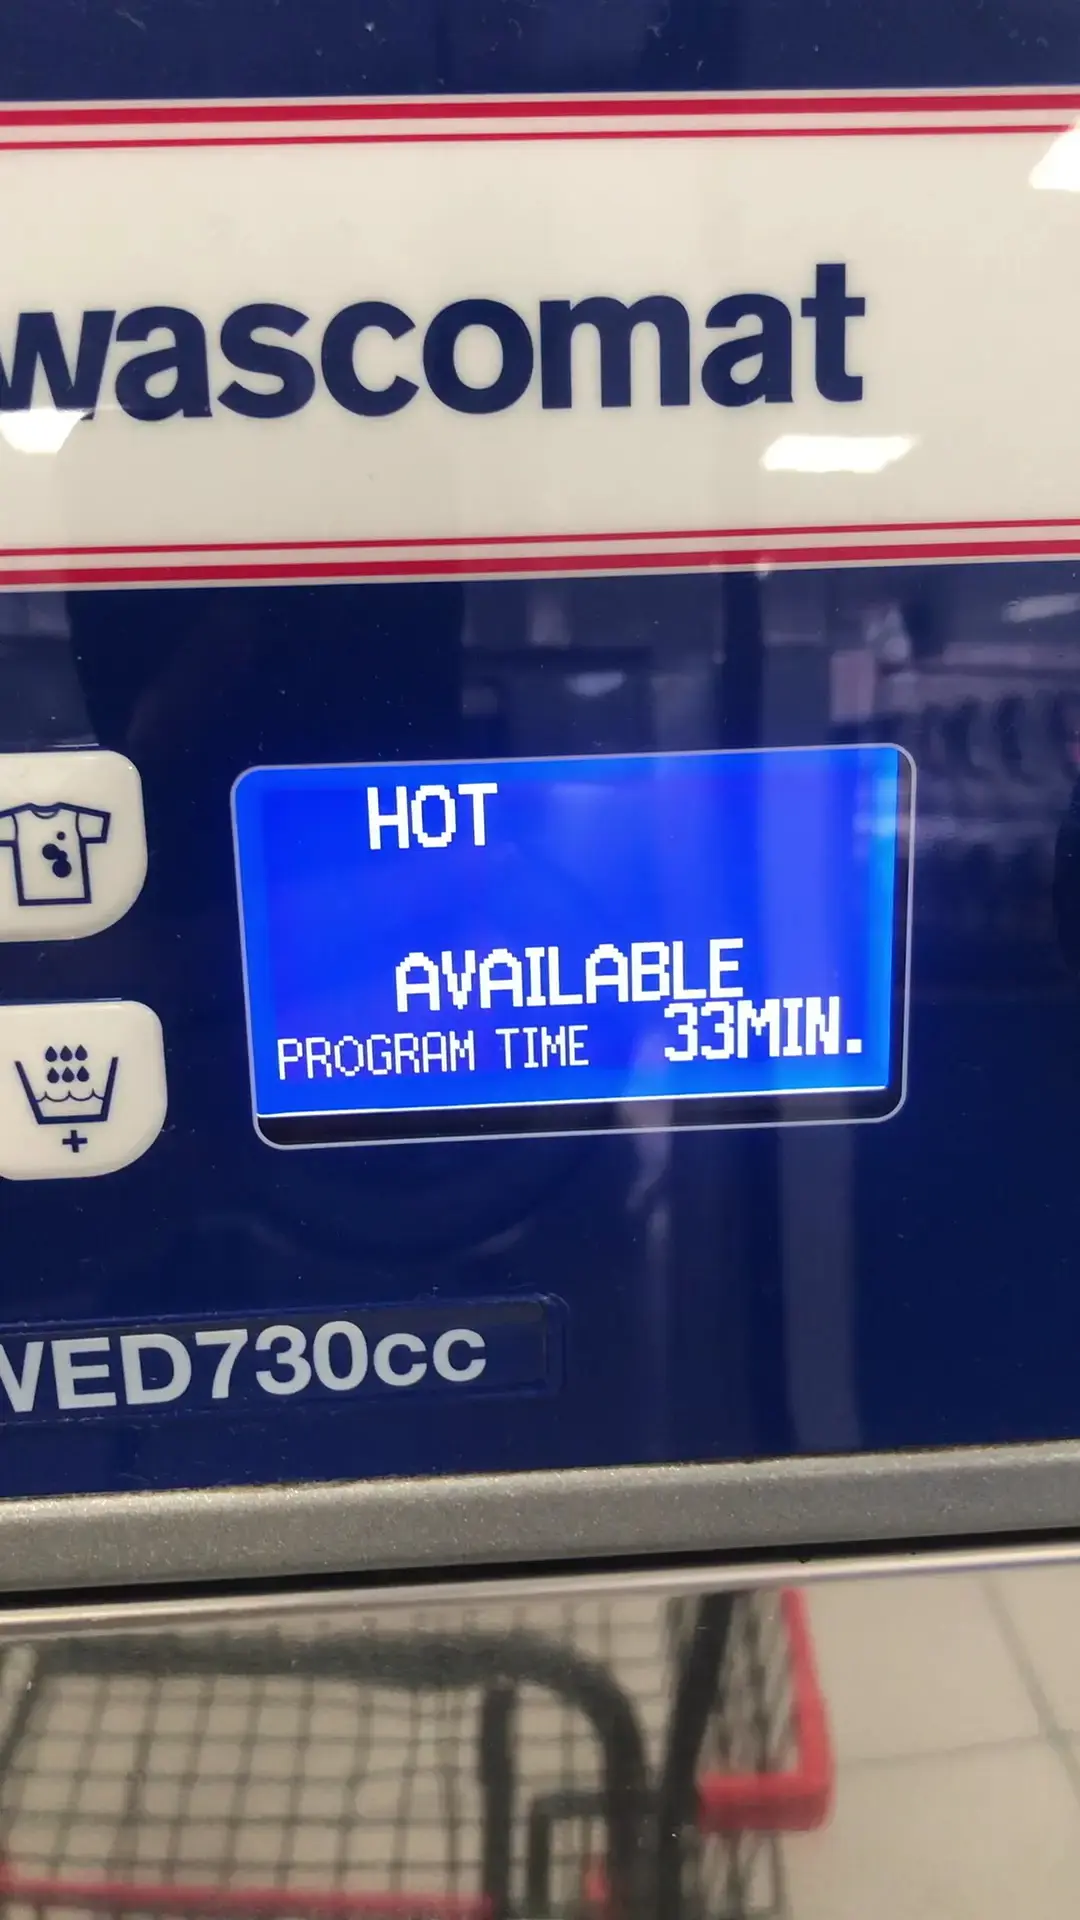 wascomat
HOT
AVAILABLE
PROGRAM TIME 33MIN.
+
WED730cc